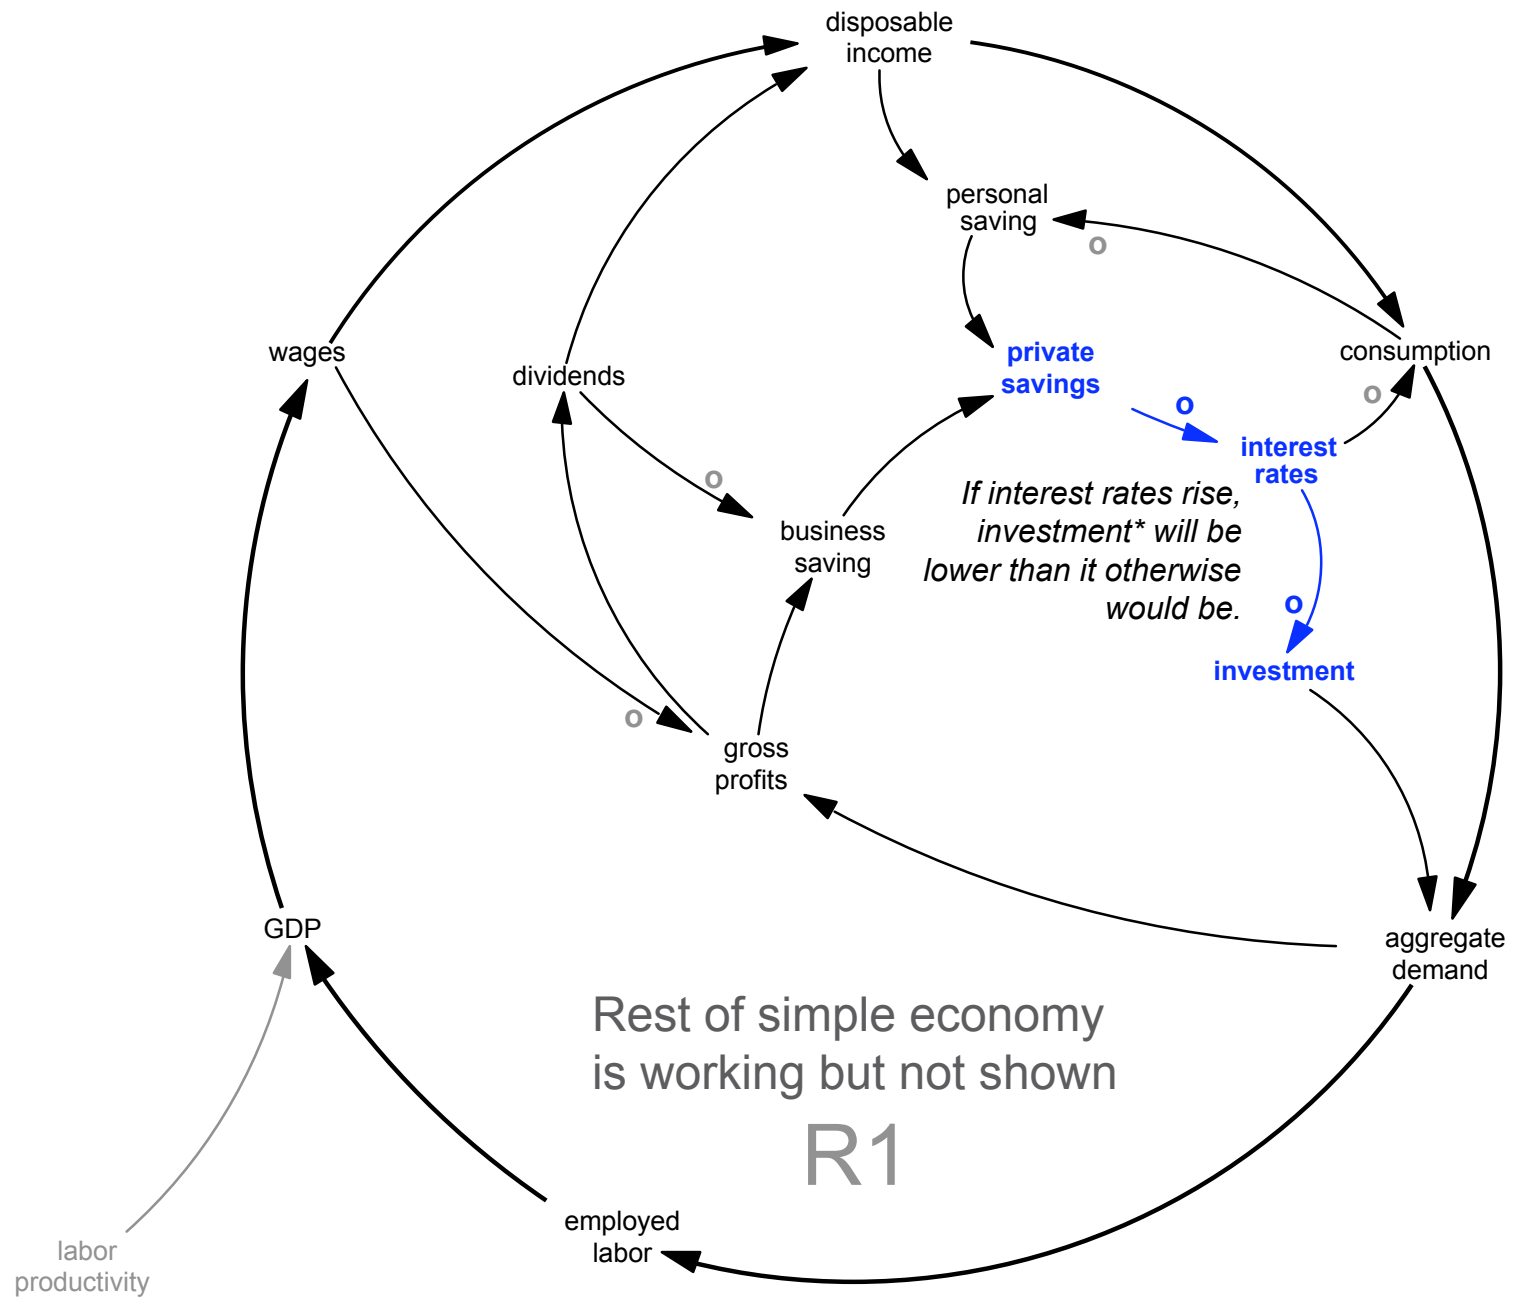 disposable
income
personal
saving
o
wages
dividends
private
savings
consumption
o
o
interest
rates
o
If interest rates rise,
investment* will be
lower than it otherwise
would be.
business
saving
o
investment
o
gross
profits
GDP
aggregate
demand
Rest of simple economy
is working but not shown
R1
employed
labor
labor
productivity